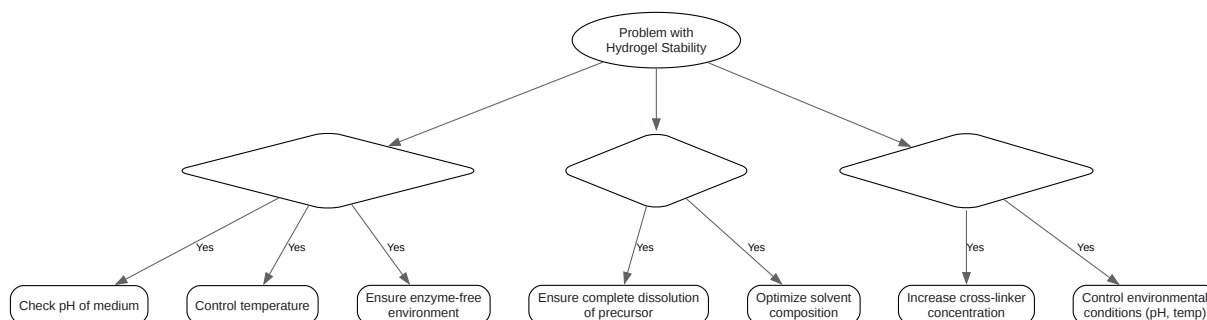 Problem with
Hydrogel Stability
Yes
Yes
Yes
Yes
Yes
Yes
Yes
Check pH of medium
Control temperature
Ensure enzyme-free
environment
Ensure complete dissolution
of precursor
Optimize solvent
composition
Increase cross-linker
concentration
Control environmental
conditions (pH, temp)